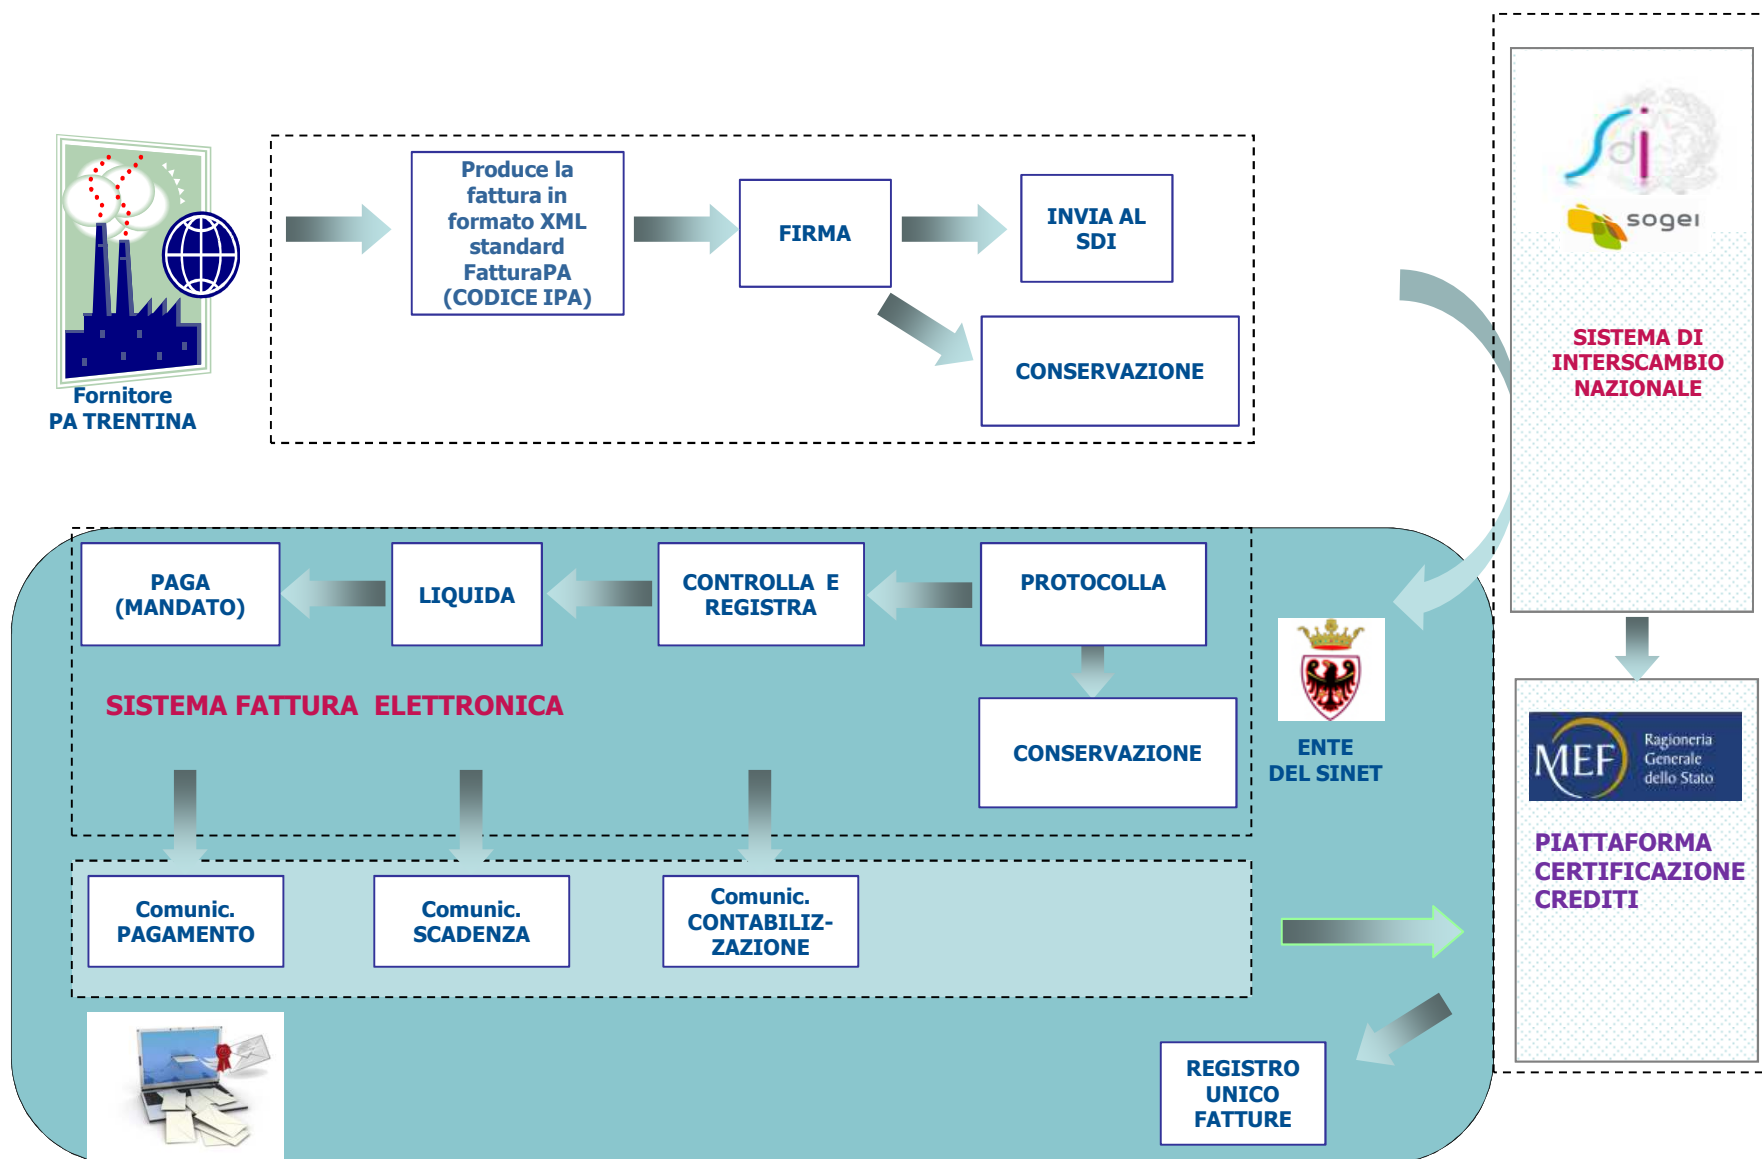 Produce la
fattura in
formato XML
standard
FatturaPA
(CODICE IPA)
FIRMA
INVIA AL
SDI
CONSERVAZIONE
Fornitore
PA TRENTINA
Sdi
sogei
SISTEMA DI
INTERSCAMBIO
NAZIONALE
PAGA
(MANDATO)
LIQUIDA
CONTROLLA E
REGISTRA
PROTOCOLLA
SISTEMA FATTURA ELETTRONICA
CONSERVAZIONE
ENTE
DEL SINET
MEF
Ragioneria
Generale
dello Stato
PIATTAFORMA
CERTIFICAZIONE
CREDITI
Comunic.
PAGAMENTO
Comunic.
SCADENZA
Comunic.
CONTABILIZ-
ZAZIONE
REGISTRO
UNICO
FATTURE